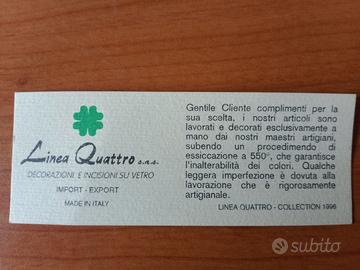 Linea Quattro s.n.s.
DECORAZIONI E INCISIONI SU VETRO
IMPORT - EXPORT
MADE IN ITALY
Gentile Cliente complimenti per la
sua scelta, i nostri articoli sono
lavorati e decorati esclusivamente a
mano dai nostri maestri artigiani,
subendo un procedimendo di
essiccazione a 550°, che garantisce
l'inalterabilità dei colori. Qualche
leggera imperfezione è dovuta alla
lavorazione che è rigorosamente
artigianale.
LINEA QUATTRO - COLLECTION 1996
subito